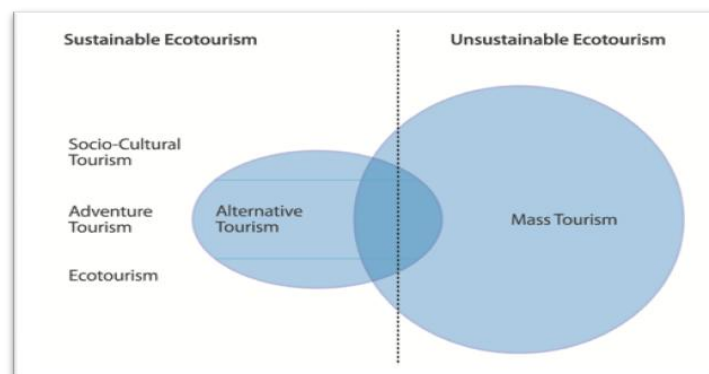 Sustainable Ecotourism
Unsustainable Ecotourism
Socio-Cultural
Tourism
Adventure
Tourism
Alternative
Tourism
Mass Tourism
Ecotourism